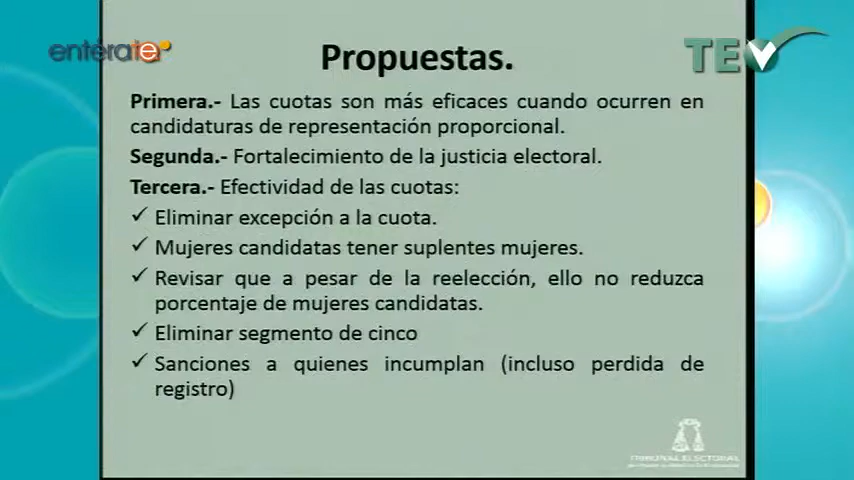 entérate
TEV
Propuestas.
Primera.- Las cuotas son más eficaces cuando ocurren en
candidaturas de representación proporcional.
Segunda.- Fortalecimiento de la justicia electoral.
Tercera.- Efectividad de las cuotas:
✓ Eliminar excepción a la cuota.
✓ Mujeres candidatas tener suplentes mujeres.
✓ Revisar que a pesar de la reelección, ello no reduzca
porcentaje de mujeres candidatas.
✓ Eliminar segmento de cinco
✓ Sanciones a quienes incumplan (incluso perdida de
registro)
TRIBUNAL ELECTORAL